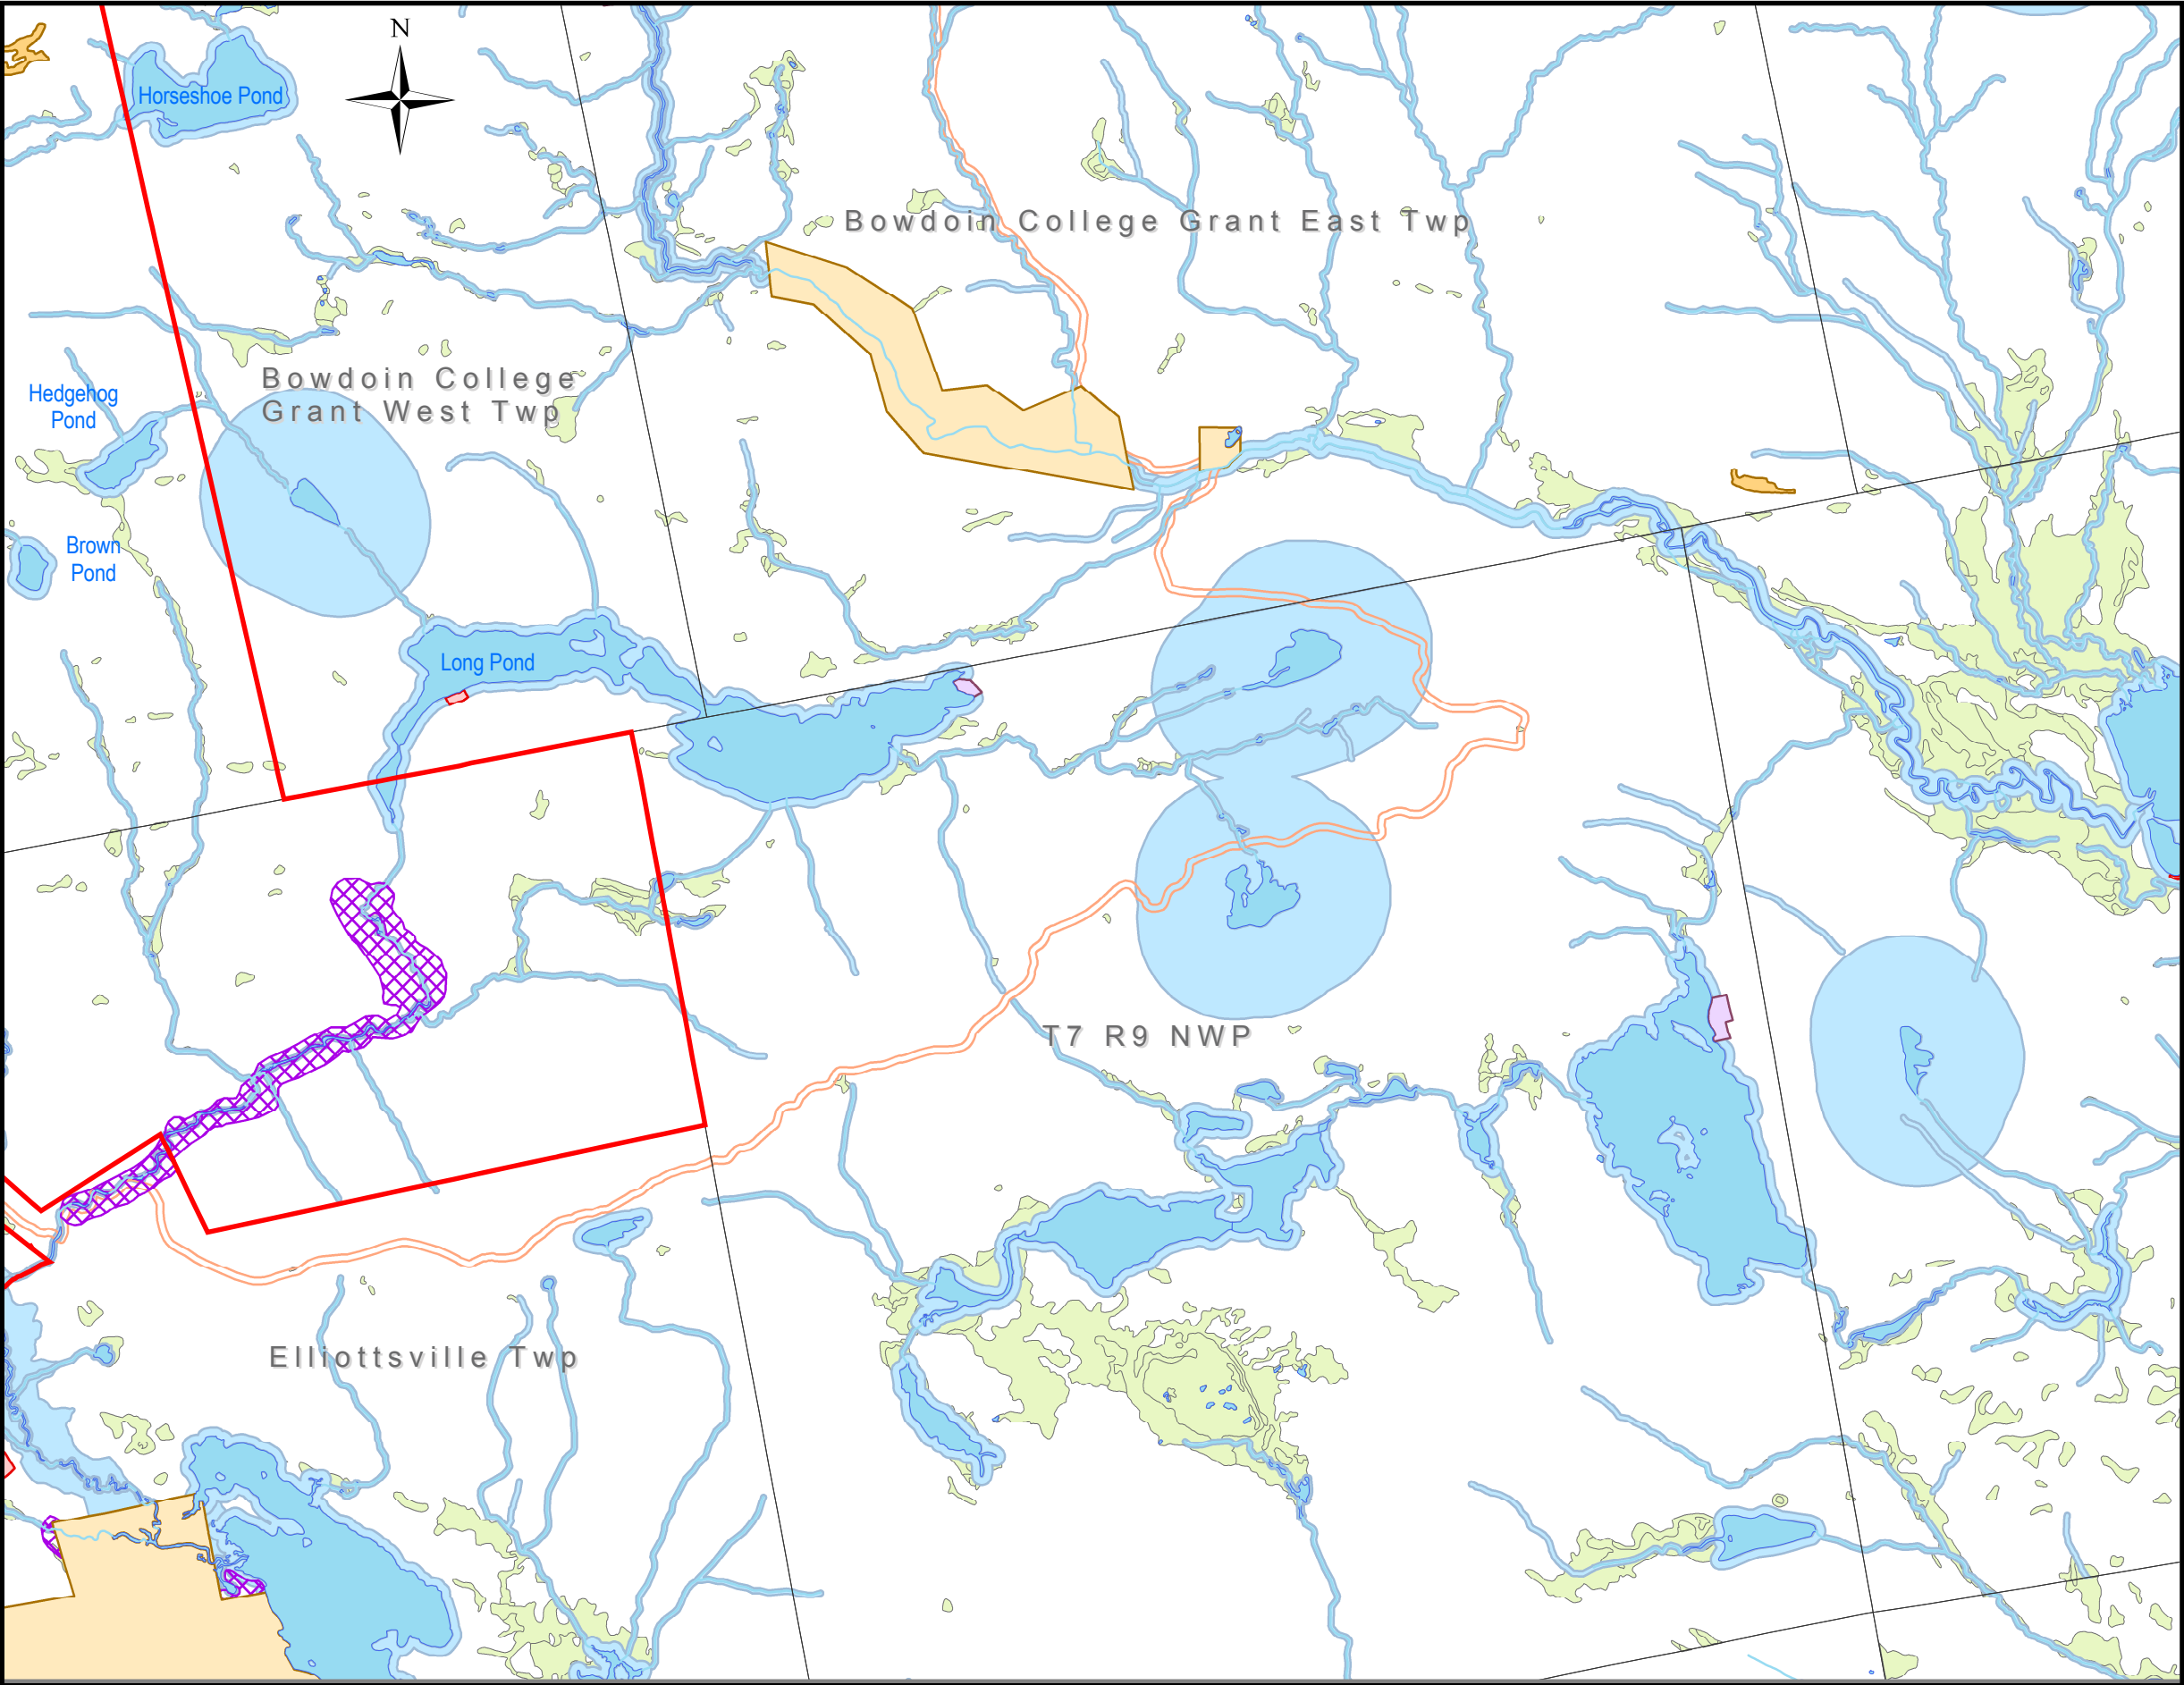 N
Horseshoe Pond
Bowdoin College Grant East Twp
Bowdoin College
Grant West Twp
Hedgehog
Pond
Brown
Pond
Long Pond
T7 R9 NWP
Elliottsville Twp